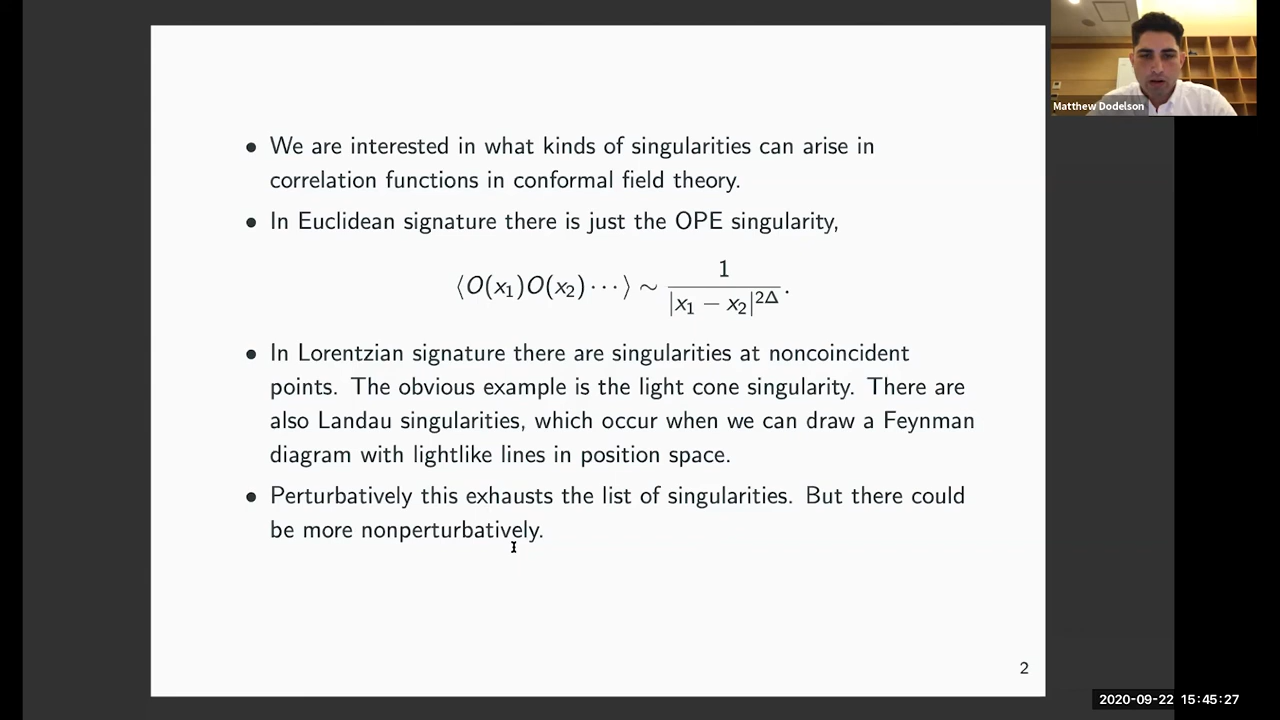 • We are interested in what kinds of singularities can arise in
correlation functions in conformal field theory.
• In Euclidean signature there is just the OPE singularity,
⟨O(x₁)O(x₂)···⟩ ∼ 1 / |x₁ − x₂|^{2Δ}.
• In Lorentzian signature there are singularities at noncoincident
points. The obvious example is the light cone singularity. There are
also Landau singularities, which occur when we can draw a Feynman
diagram with lightlike lines in position space.
• Perturbatively this exhausts the list of singularities. But there could
be more nonperturbatively.
2
Matthew Dodelson
2020-09-22 15:45:27